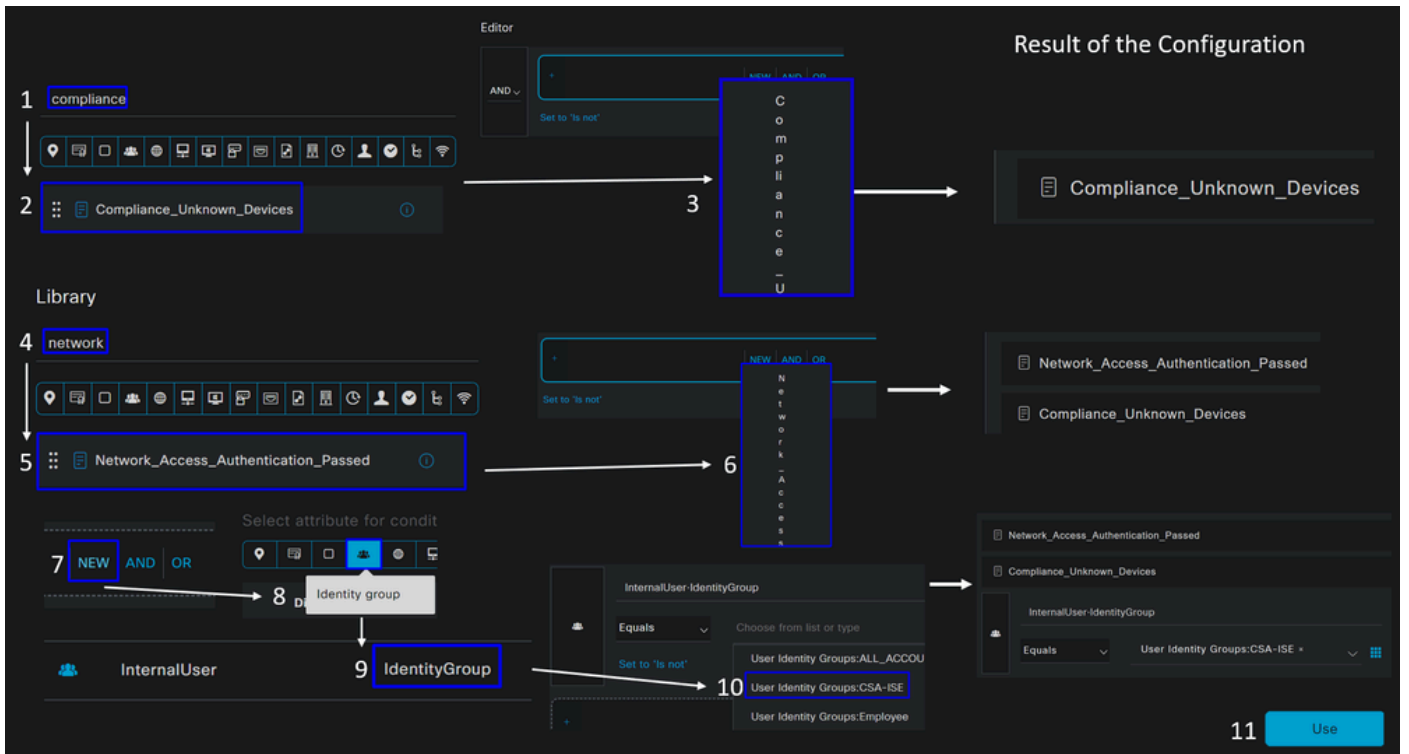 Editor
Result of the Configuration
1 compliance
AND
+
NEW AND OR
Set to 'Is not'
2 Compliance_Unknown_Devices
3
C
o
m
p
l
i
a
n
c
e
_
U
Compliance_Unknown_Devices
Library
4 network
+
NEW AND OR
Set to 'Is not'
5 Network_Access_Authentication_Passed
6
N
e
t
w
o
r
k
_
A
c
c
e
s
s
Network_Access_Authentication_Passed
Compliance_Unknown_Devices
7 NEW AND OR
Select attribute for condit
8 Di
Identity group
InternalUser
9 IdentityGroup
InternalUser·IdentityGroup
Equals
Choose from list or type
Set to 'Is not'
User Identity Groups:ALL_ACCOU
10 User Identity Groups:CSA-ISE
User Identity Groups:Employee
+
Network_Access_Authentication_Passed
Compliance_Unknown_Devices
InternalUser·IdentityGroup
Equals
User Identity Groups:CSA-ISE ×
11 Use